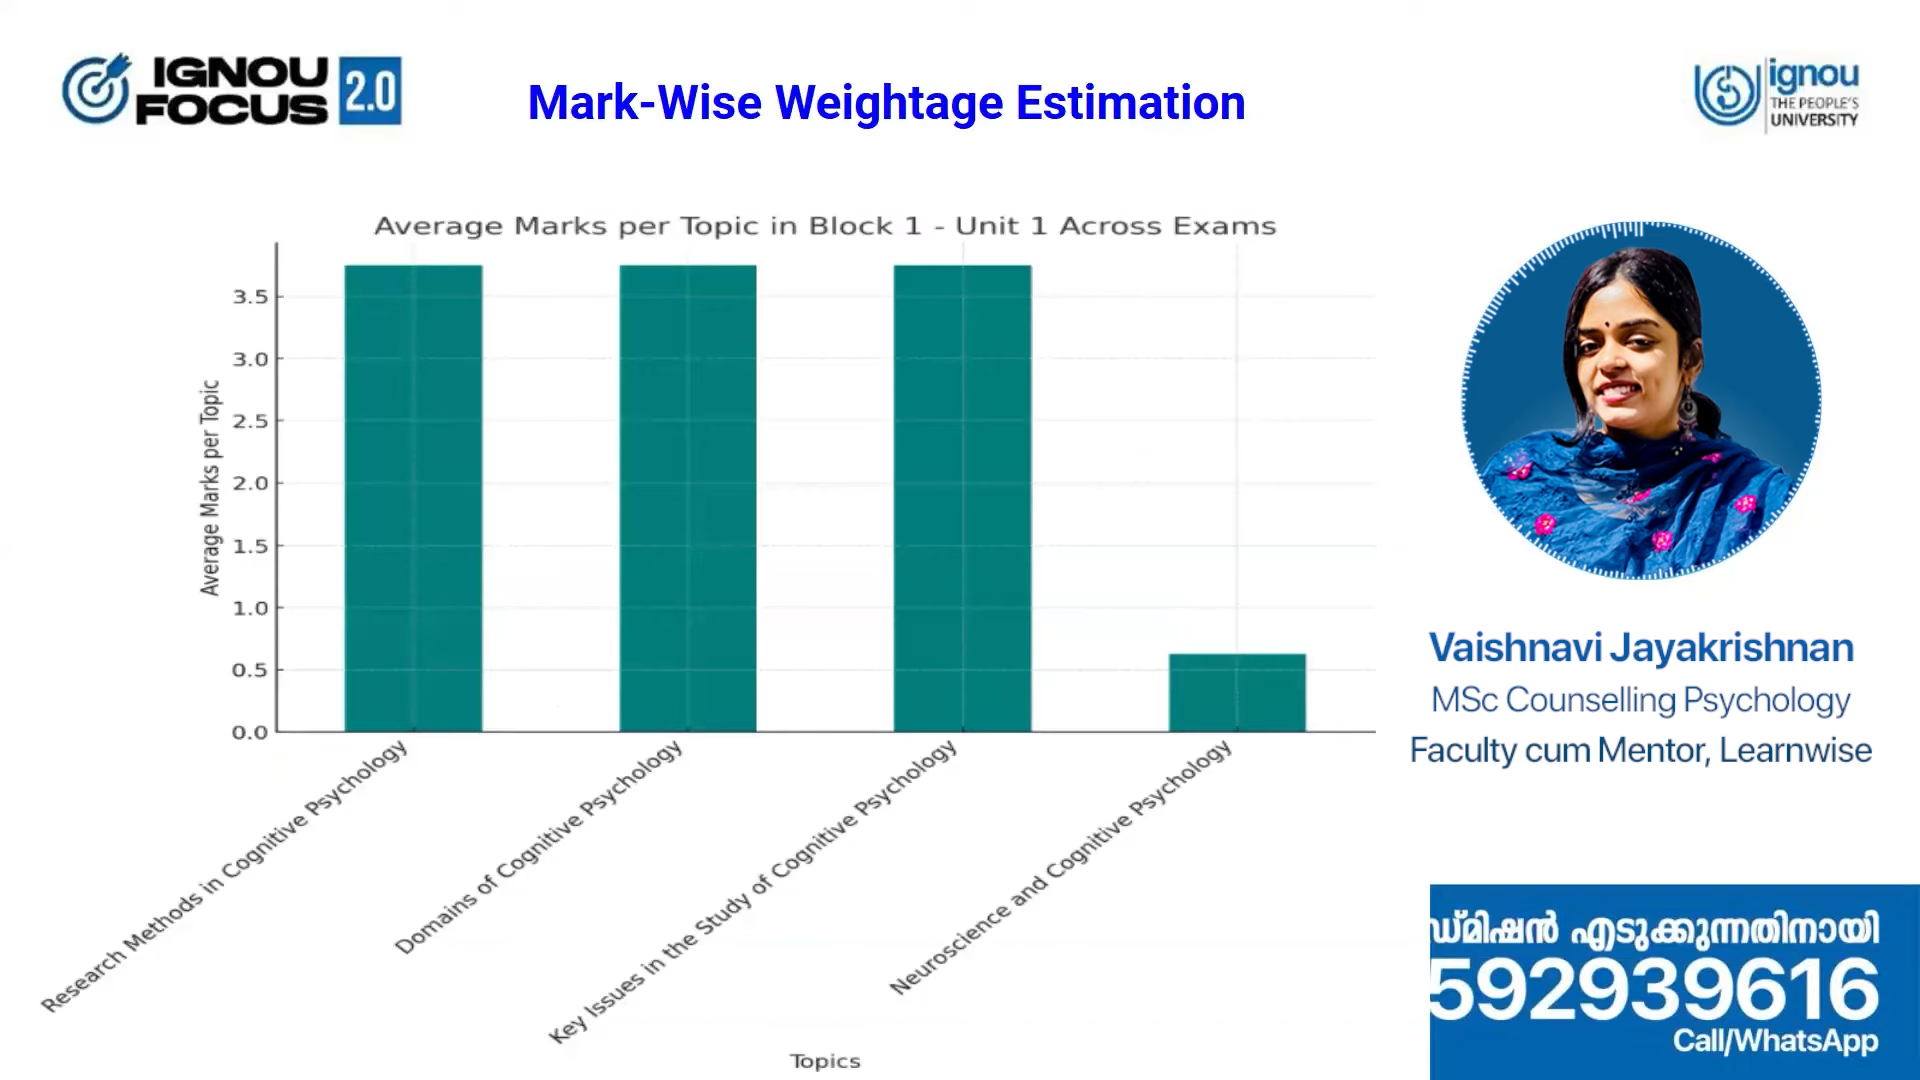 IGNOU
FOCUS
2.0
Mark-Wise Weightage Estimation
ignou
THE PEOPLE'S
UNIVERSITY
Average Marks per Topic in Block 1 - Unit 1 Across Exams
Average Marks per Topic
3.5
3.0
2.5
2.0
1.5
1.0
0.5
0.0
Research Methods in Cognitive Psychology
Domains of Cognitive Psychology
Key Issues in the Study of Cognitive Psychology
Neuroscience and Cognitive Psychology
Topics
Vaishnavi Jayakrishnan
MSc Counselling Psychology
Faculty cum Mentor, Learnwise
എടുക്കുന്നതിനായി
592939616
Call/WhatsApp